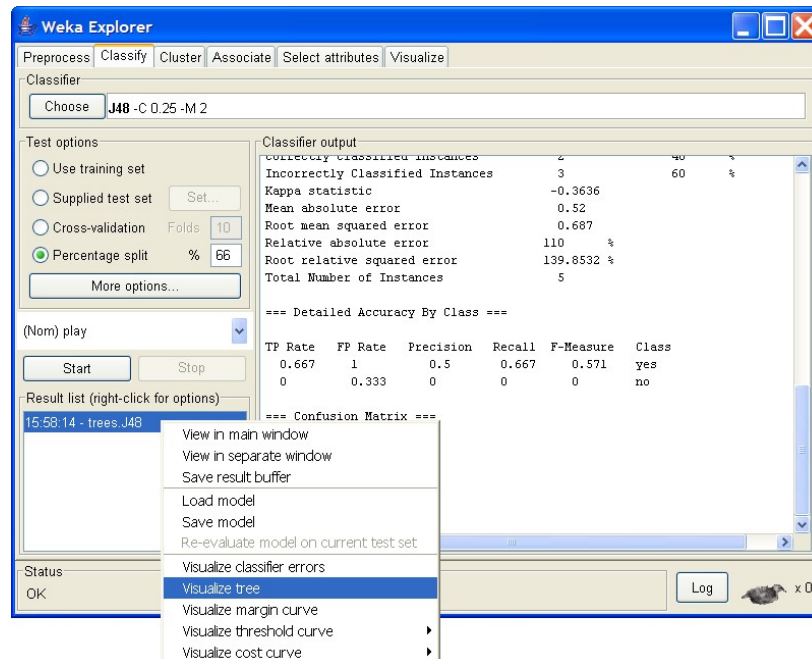 Weka Explorer
Preprocess Classify Cluster Associate Select attributes Visualize
Classifier
Choose J48 -C 0.25 -M 2
Test options
Use training set
Supplied test set Set...
Cross-validation Folds 10
Percentage split % 66
More options...
(Nom) play
Start Stop
Result list (right-click for options)
15:58:14 - trees.J48
Classifier output
Correctly Classified Instances 2 40 %
Incorrectly Classified Instances 3 60 %
Kappa statistic -0.3636
Mean absolute error 0.52
Root mean squared error 0.687
Relative absolute error 110 %
Root relative squared error 139.8532 %
Total Number of Instances 5
=== Detailed Accuracy By Class ===
TP Rate FP Rate Precision Recall F-Measure Class
0.667 1 0.5 0.667 0.571 yes
0 0.333 0 0 0 no
=== Confusion Matrix ===
View in main window
View in separate window
Save result buffer
Load model
Save model
Re-evaluate model on current test set
Visualize classifier errors
Visualize tree
Visualize margin curve
Visualize threshold curve
Visualize cost curve
Status
OK
Log x 0